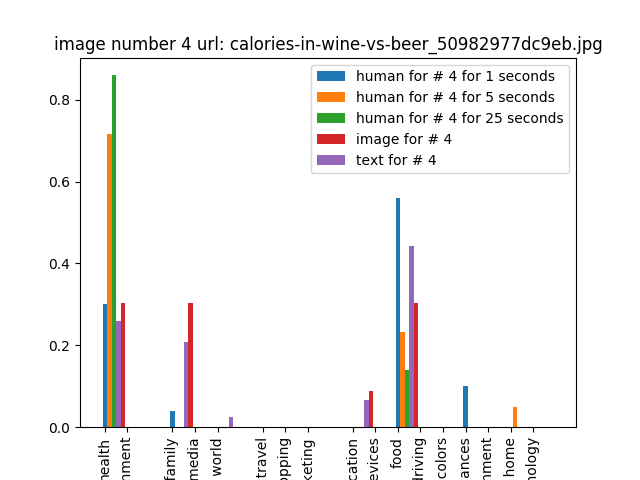 image number 4 url: calories-in-wine-vs-beer_50982977dc9eb.jpg
human for # 4 for 1 seconds
human for # 4 for 5 seconds
human for # 4 for 25 seconds
image for # 4
text for # 4
0.8
0.6
0.4
0.2
0.0
family
media
world
travel
food
driving
colors
home